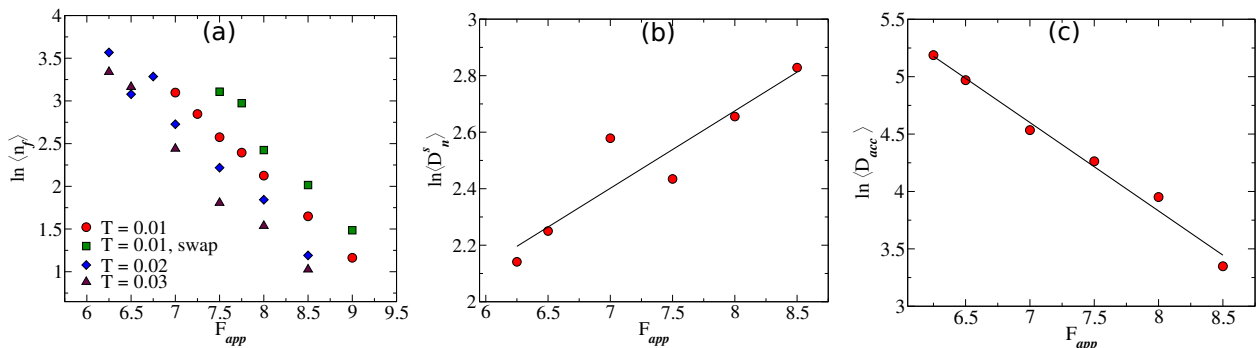 (a)
4
3.5
3
2.5
2
1.5
1
ln ⟨n_f⟩
T = 0.01
T = 0.01, swap
T = 0.02
T = 0.03
6 6.5 7 7.5 8 8.5 9 9.5
F_app
(b)
3
2.8
2.6
2.4
2.2
2
ln⟨D_n^s⟩
6 6.5 7 7.5 8 8.5
F_app
(c)
5.5
5
4.5
4
3.5
3
ln ⟨D_acc⟩
6.5 7 7.5 8 8.5
F_app